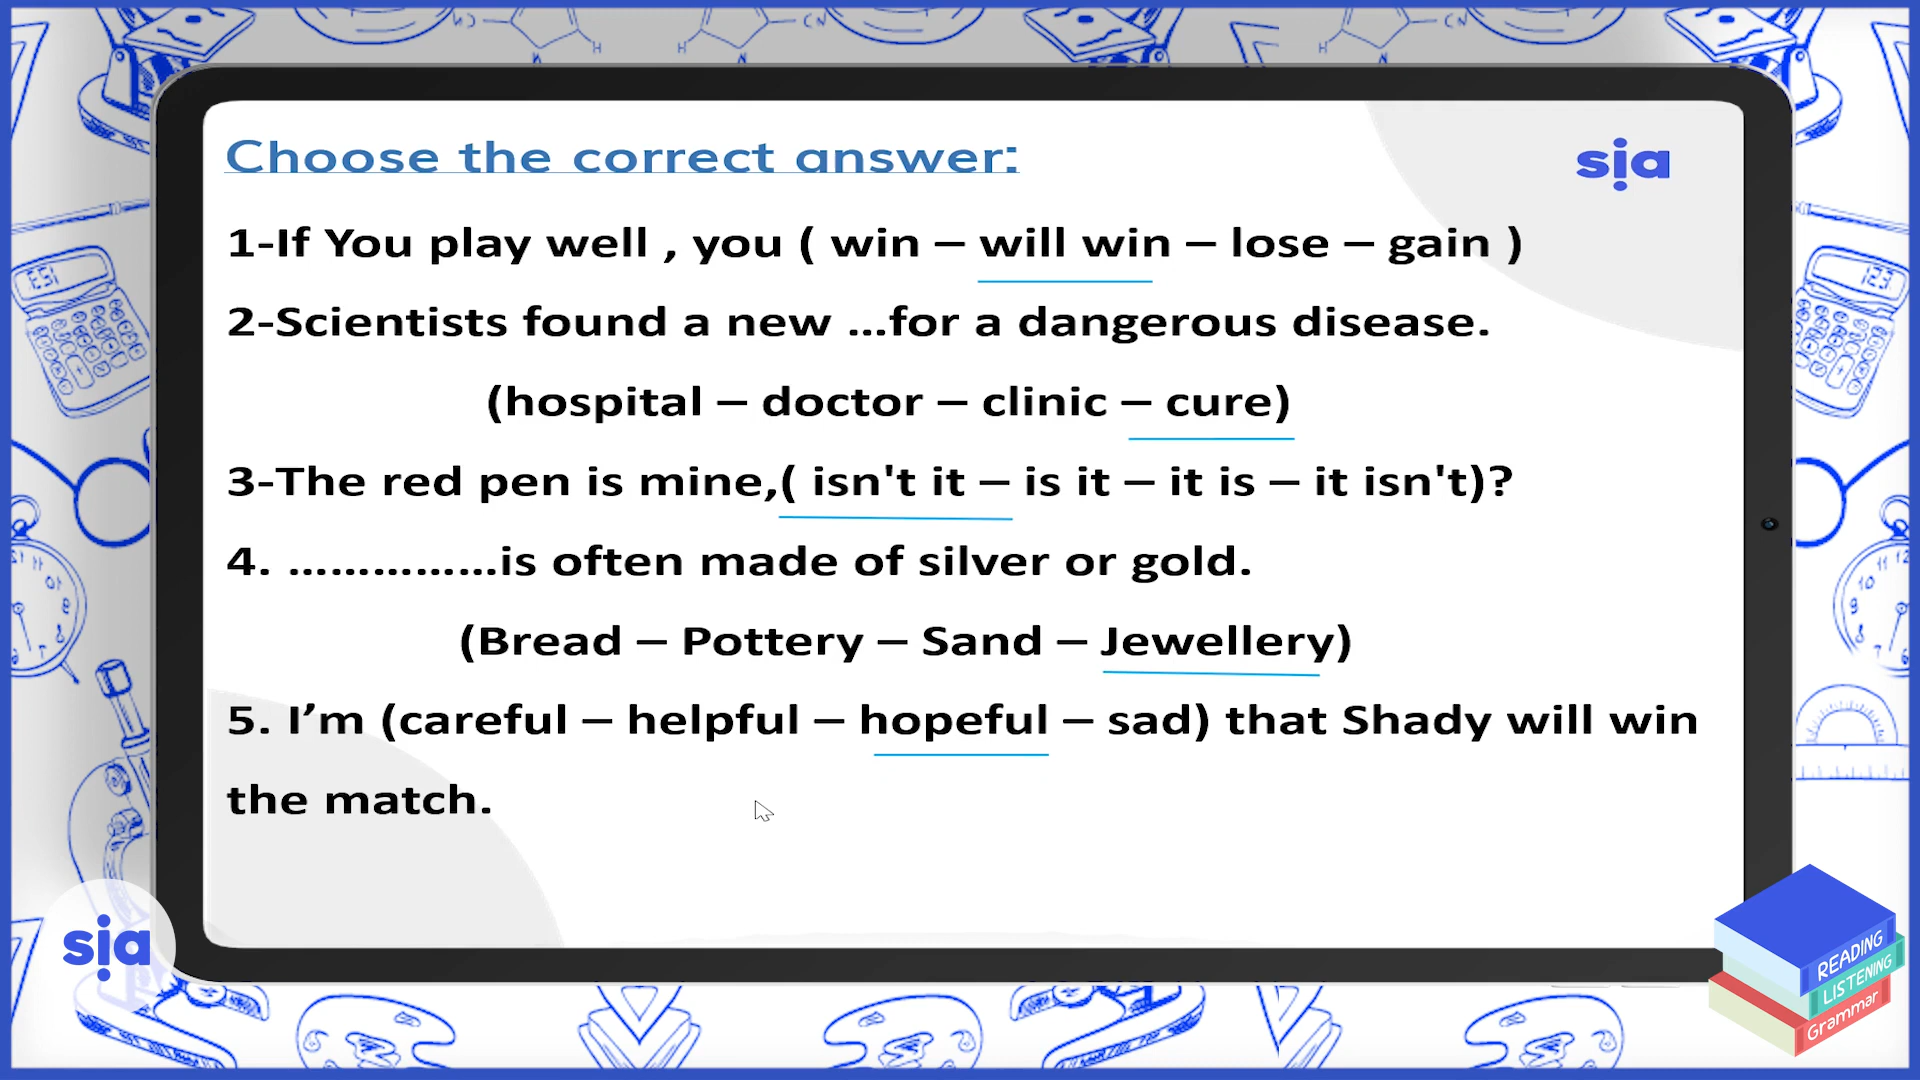 Choose the correct answer:
sia
1-If You play well , you ( win – will win – lose – gain )
2-Scientists found a new ...for a dangerous disease.
(hospital – doctor – clinic – cure)
3-The red pen is mine,( isn't it – is it – it is – it isn't)?
4. ...............is often made of silver or gold.
(Bread – Pottery – Sand – Jewellery)
5. I’m (careful – helpful – hopeful – sad) that Shady will win
the match.
sia
READING
LISTENING
Grammar